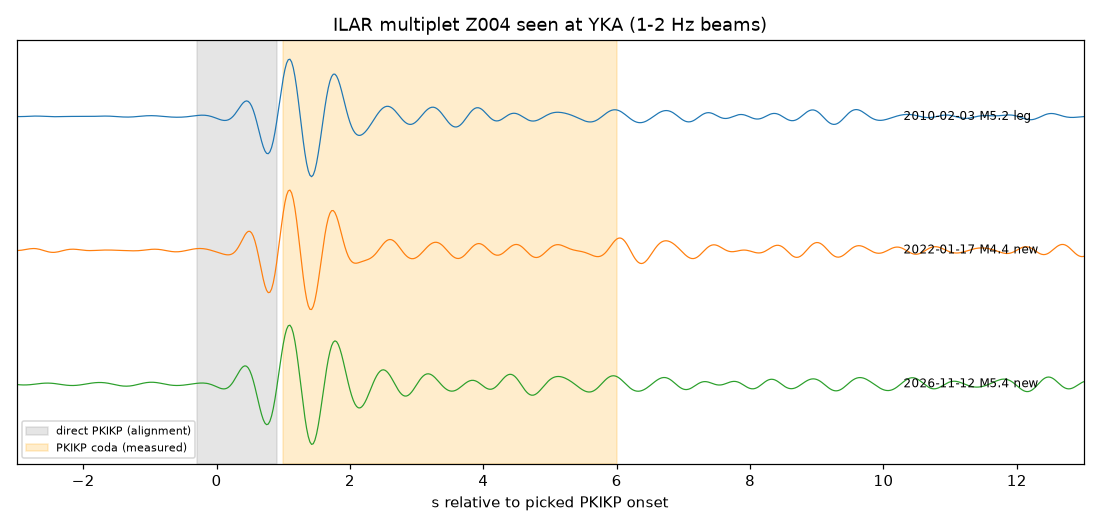 ILAR multiplet Z004 seen at YKA (1-2 Hz beams)
2010-02-03 M5.2 leg
2022-01-17 M4.4 new
2026-11-12 M5.4 new
direct PKIKP (alignment)
PKIKP coda (measured)
−2 0 2 4 6 8 10 12
s relative to picked PKIKP onset